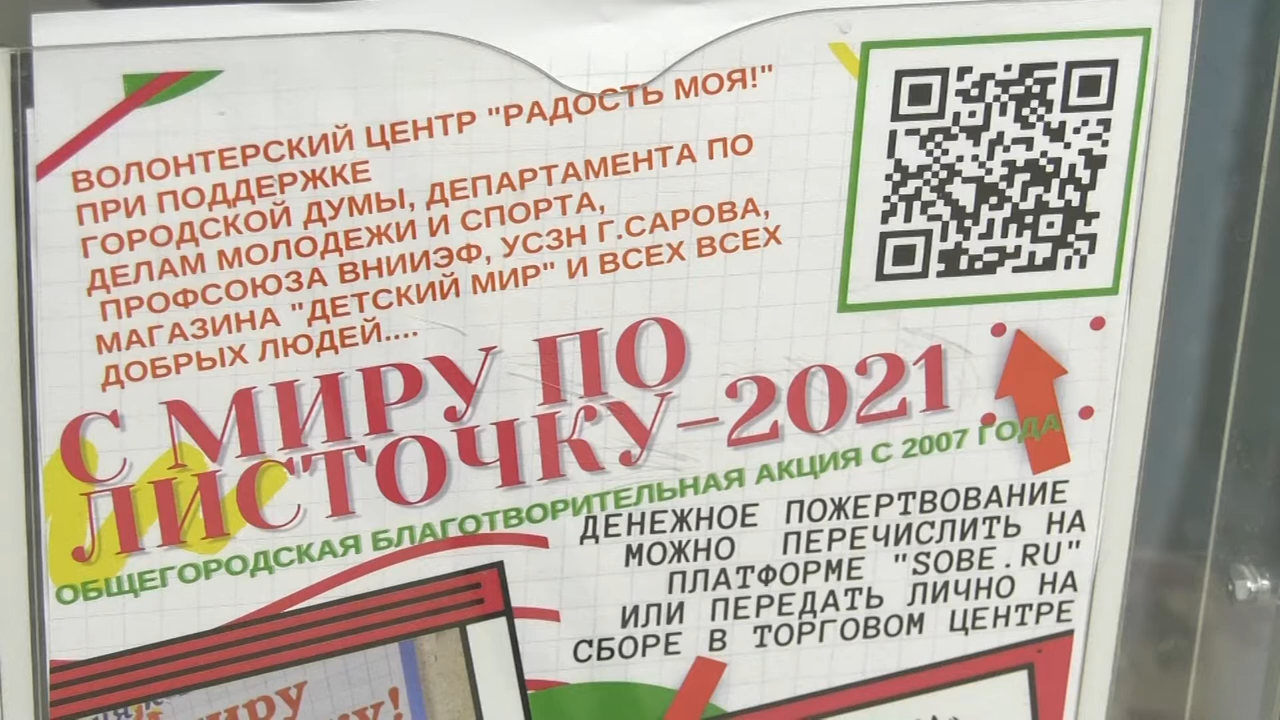 ВОЛОНТЕРСКИЙ ЦЕНТР "РАДОСТЬ МОЯ!"
ПРИ ПОДДЕРЖКЕ
ГОРОДСКОЙ ДУМЫ, ДЕПАРТАМЕНТА ПО
ДЕЛАМ МОЛОДЕЖИ И СПОРТА,
ПРОФСОЮЗА ВНИИЭФ, УСЗН Г.САРОВА,
МАГАЗИНА "ДЕТСКИЙ МИР" И ВСЕХ ВСЕХ
ДОБРЫХ ЛЮДЕЙ....
С МИРУ ПО
ЛИСТОЧКУ-2021
ОБЩЕГОРОДСКАЯ БЛАГОТВОРИТЕЛЬНАЯ АКЦИЯ С 2007 ГОДА
ДЕНЕЖНОЕ ПОЖЕРТВОВАНИЕ
МОЖНО ПЕРЕЧИСЛИТЬ НА
ПЛАТФОРМЕ "SOBE.RU"
ИЛИ ПЕРЕДАТЬ ЛИЧНО НА
СБОРЕ В ТОРГОВОМ ЦЕНТРЕ